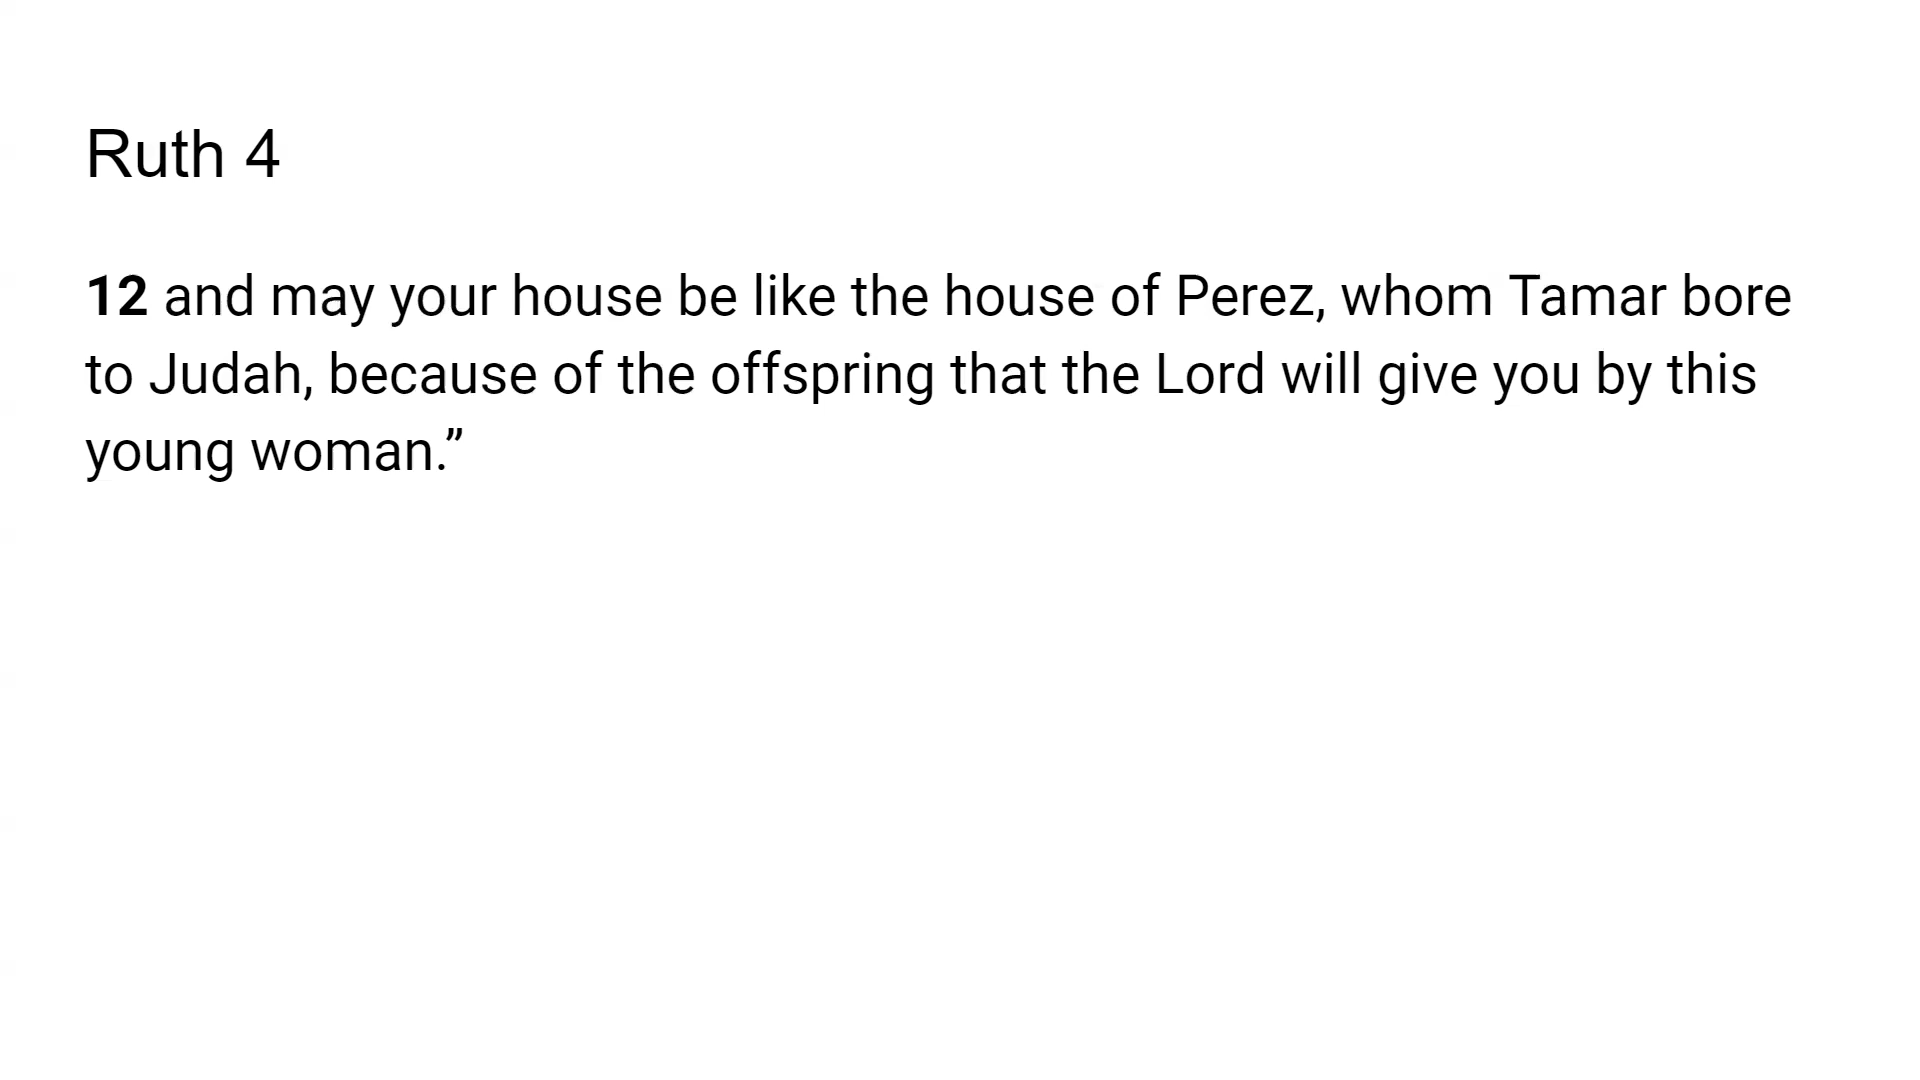 Ruth 4
12 and may your house be like the house of Perez, whom Tamar bore
to Judah, because of the offspring that the Lord will give you by this
young woman.”